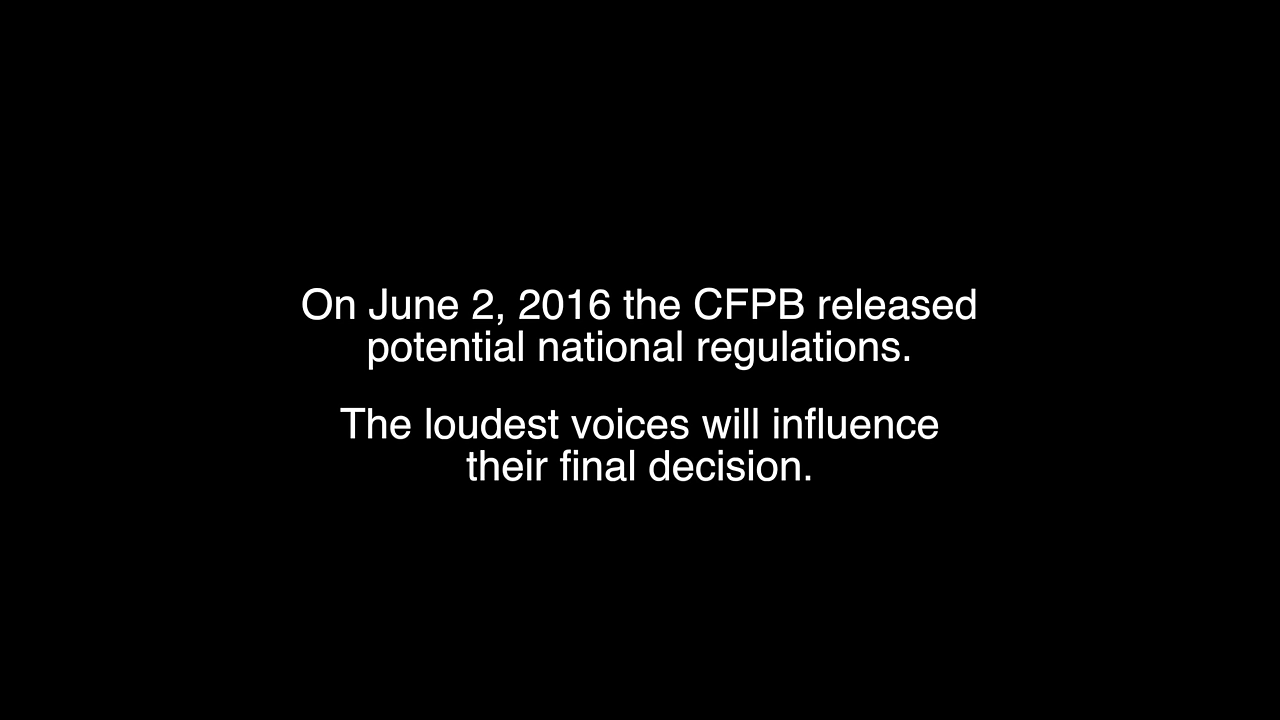 On June 2, 2016 the CFPB released
potential national regulations.
The loudest voices will influence
their final decision.